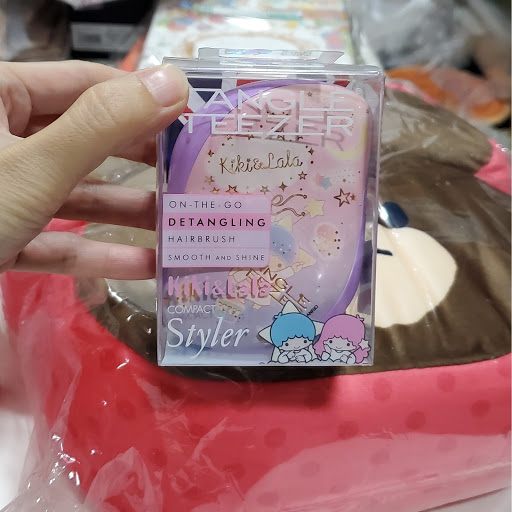 TANGLE
TEEZER
Kiki&Lala
ON-THE-GO
DETANGLING
HAIRBRUSH
SMOOTH AND SHINE
Kiki&Lala
COMPACT
Styler